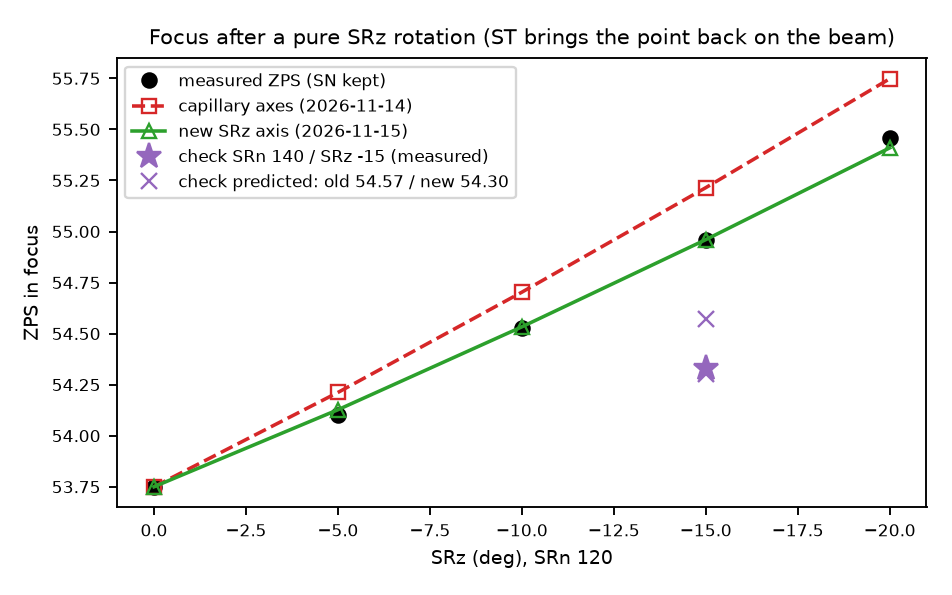 Focus after a pure SRz rotation (ST brings the point back on the beam)
measured ZPS (SN kept)
capillary axes (2026-11-14)
new SRz axis (2026-11-15)
check SRn 140 / SRz -15 (measured)
check predicted: old 54.57 / new 54.30
ZPS in focus
55.75
55.50
55.25
55.00
54.75
54.50
54.25
54.00
53.75
0.0
−2.5
−5.0
−7.5
−10.0
−12.5
−15.0
−17.5
−20.0
SRz (deg), SRn 120